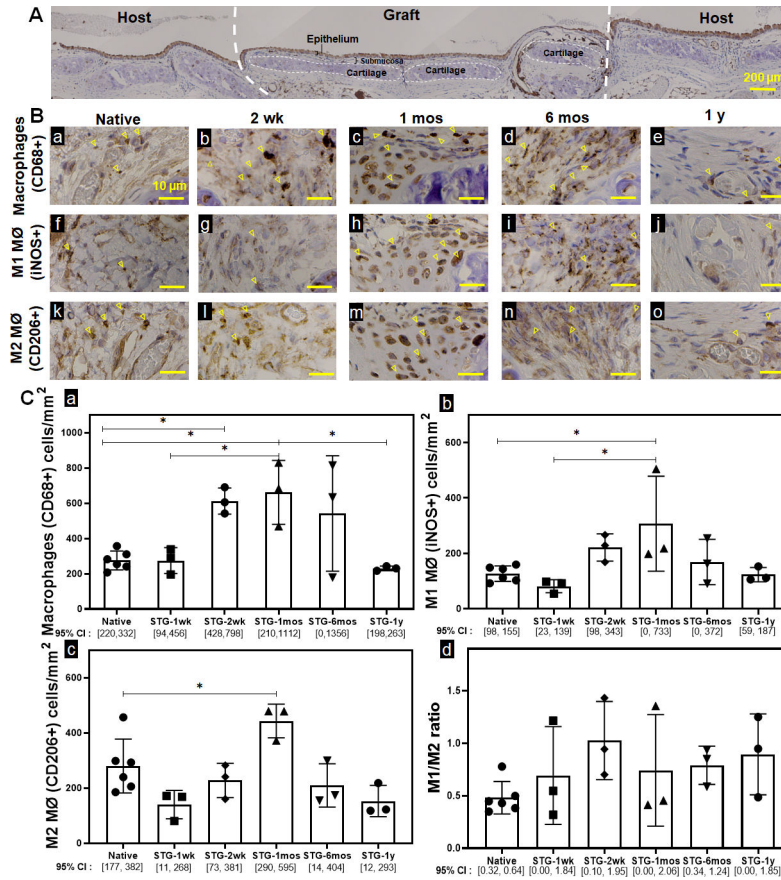 A
Host
Graft
Host
Epithelium
Submucosa
Cartilage
Cartilage
Cartilage
200 µm
B
Native
2 wk
1 mos
6 mos
1 y
Macrophages
(CD68+)
a
b
c
d
e
10 µm
M1 MØ
(iNOS+)
f
g
h
i
j
M2 MØ
(CD206+)
k
l
m
n
o
C
a
Macrophages (CD68+) cells/mm²
1000
800
600
400
200
0
*
*
*
*
Native STG-1wk STG-2wk STG-1mos STG-6mos STG-1y
95% CI : [220,332] [94,456] [428,798] [210,1112] [0,1356] [198,263]
b
M1 MØ (iNOS+) cells/mm²
600
400
200
0
*
*
Native STG-1wk STG-2wk STG-1mos STG-6mos STG-1y
95% CI : [98, 155] [23, 139] [98, 343] [0, 733] [0, 372] [59, 187]
c
M2 MØ (CD206+) cells/mm²
600
400
200
0
*
Native STG-1wk STG-2wk STG-1mos STG-6mos STG-1y
95% CI : [177, 382] [11, 268] [73, 381] [290, 595] [14, 404] [12, 293]
d
M1/M2 ratio
1.5
1.0
0.5
0.0
Native STG-1wk STG-2wk STG-1mos STG-6mos STG-1y
95% CI : [0.32, 0.64] [0.00, 1.84] [0.10, 1.95] [0.00, 2.06] [0.34, 1.24] [0.00, 1.85]